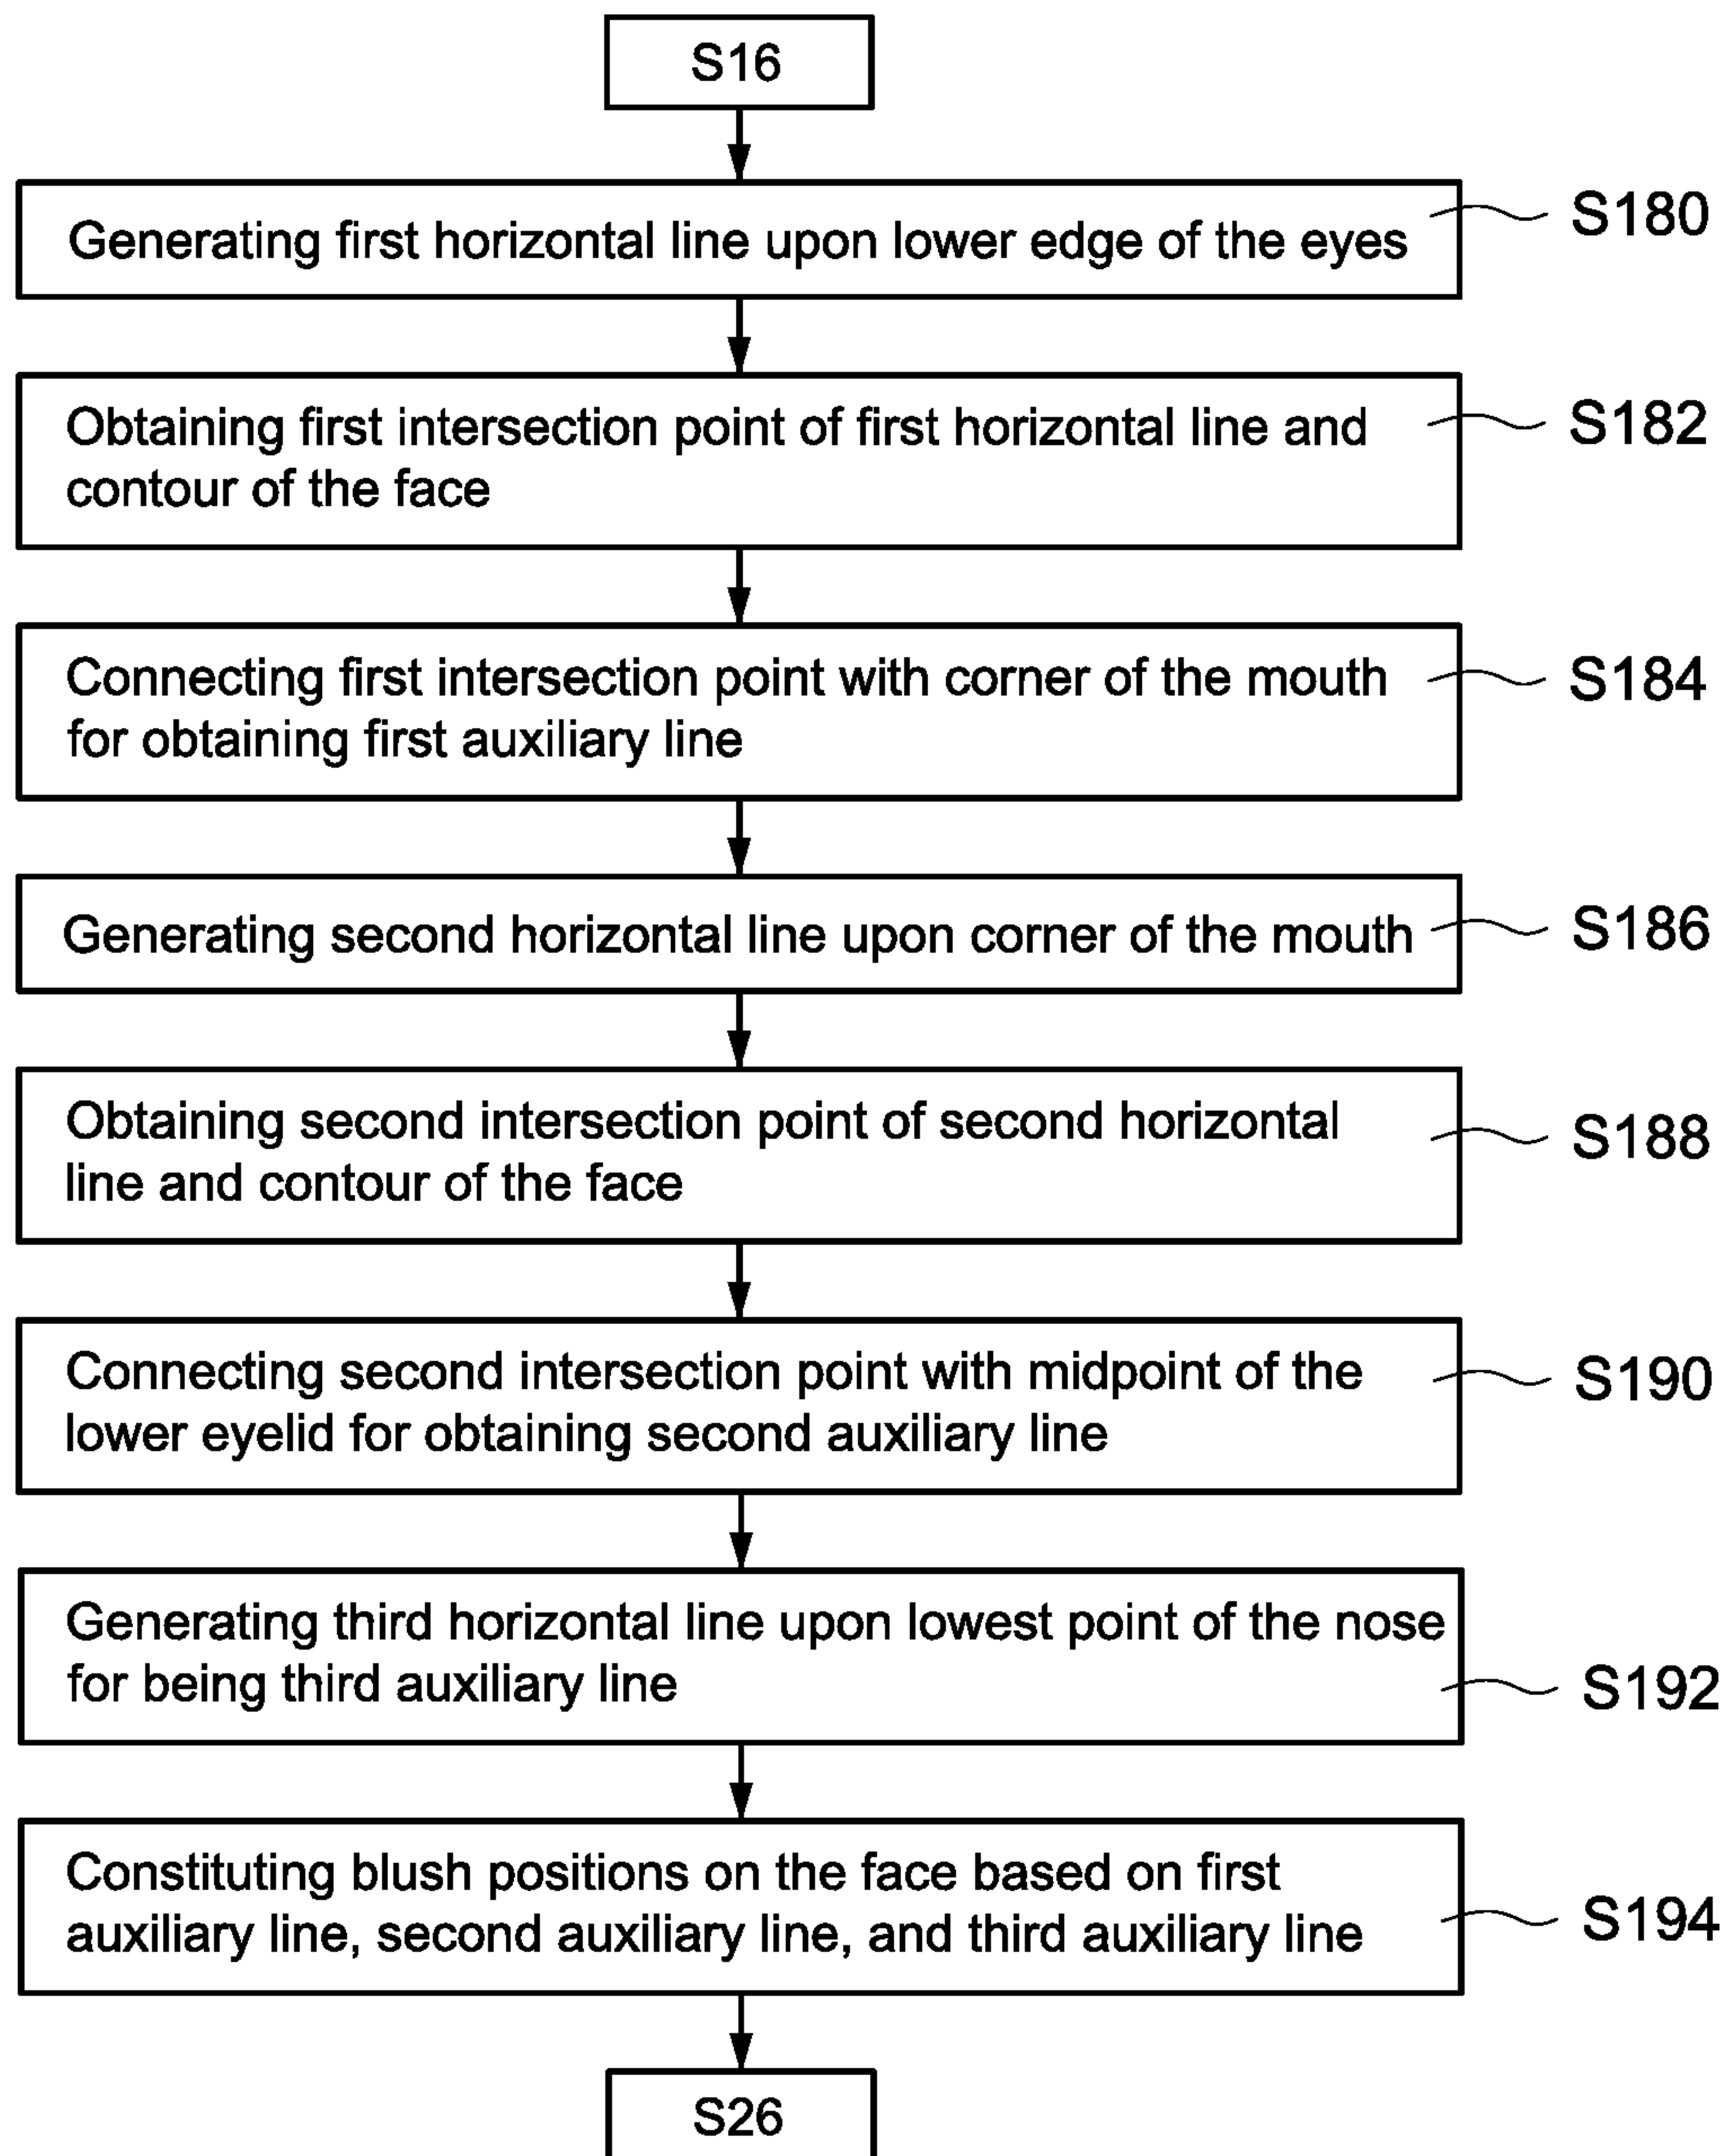 S16
Generating first horizontal line upon lower edge of the eyes
S180
Obtaining first intersection point of first horizontal line and
contour of the face
S182
Connecting first intersection point with corner of the mouth
for obtaining first auxiliary line
S184
Generating second horizontal line upon corner of the mouth
S186
Obtaining second intersection point of second horizontal
line and contour of the face
S188
Connecting second intersection point with midpoint of the
lower eyelid for obtaining second auxiliary line
S190
Generating third horizontal line upon lowest point of the nose
for being third auxiliary line
S192
Constituting blush positions on the face based on first
auxiliary line, second auxiliary line, and third auxiliary line
S194
S26